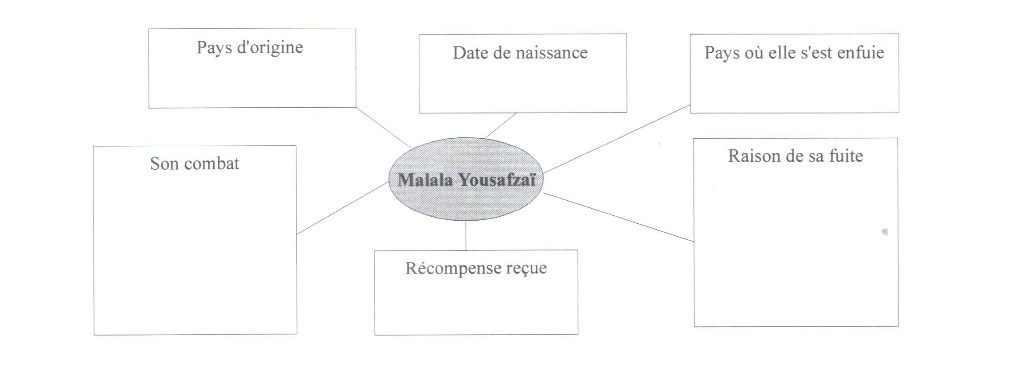 Pays d'origine
Date de naissance
Pays où elle s'est enfuie
Son combat
Malala Yousafzaï
Raison de sa fuite
Récompense reçue